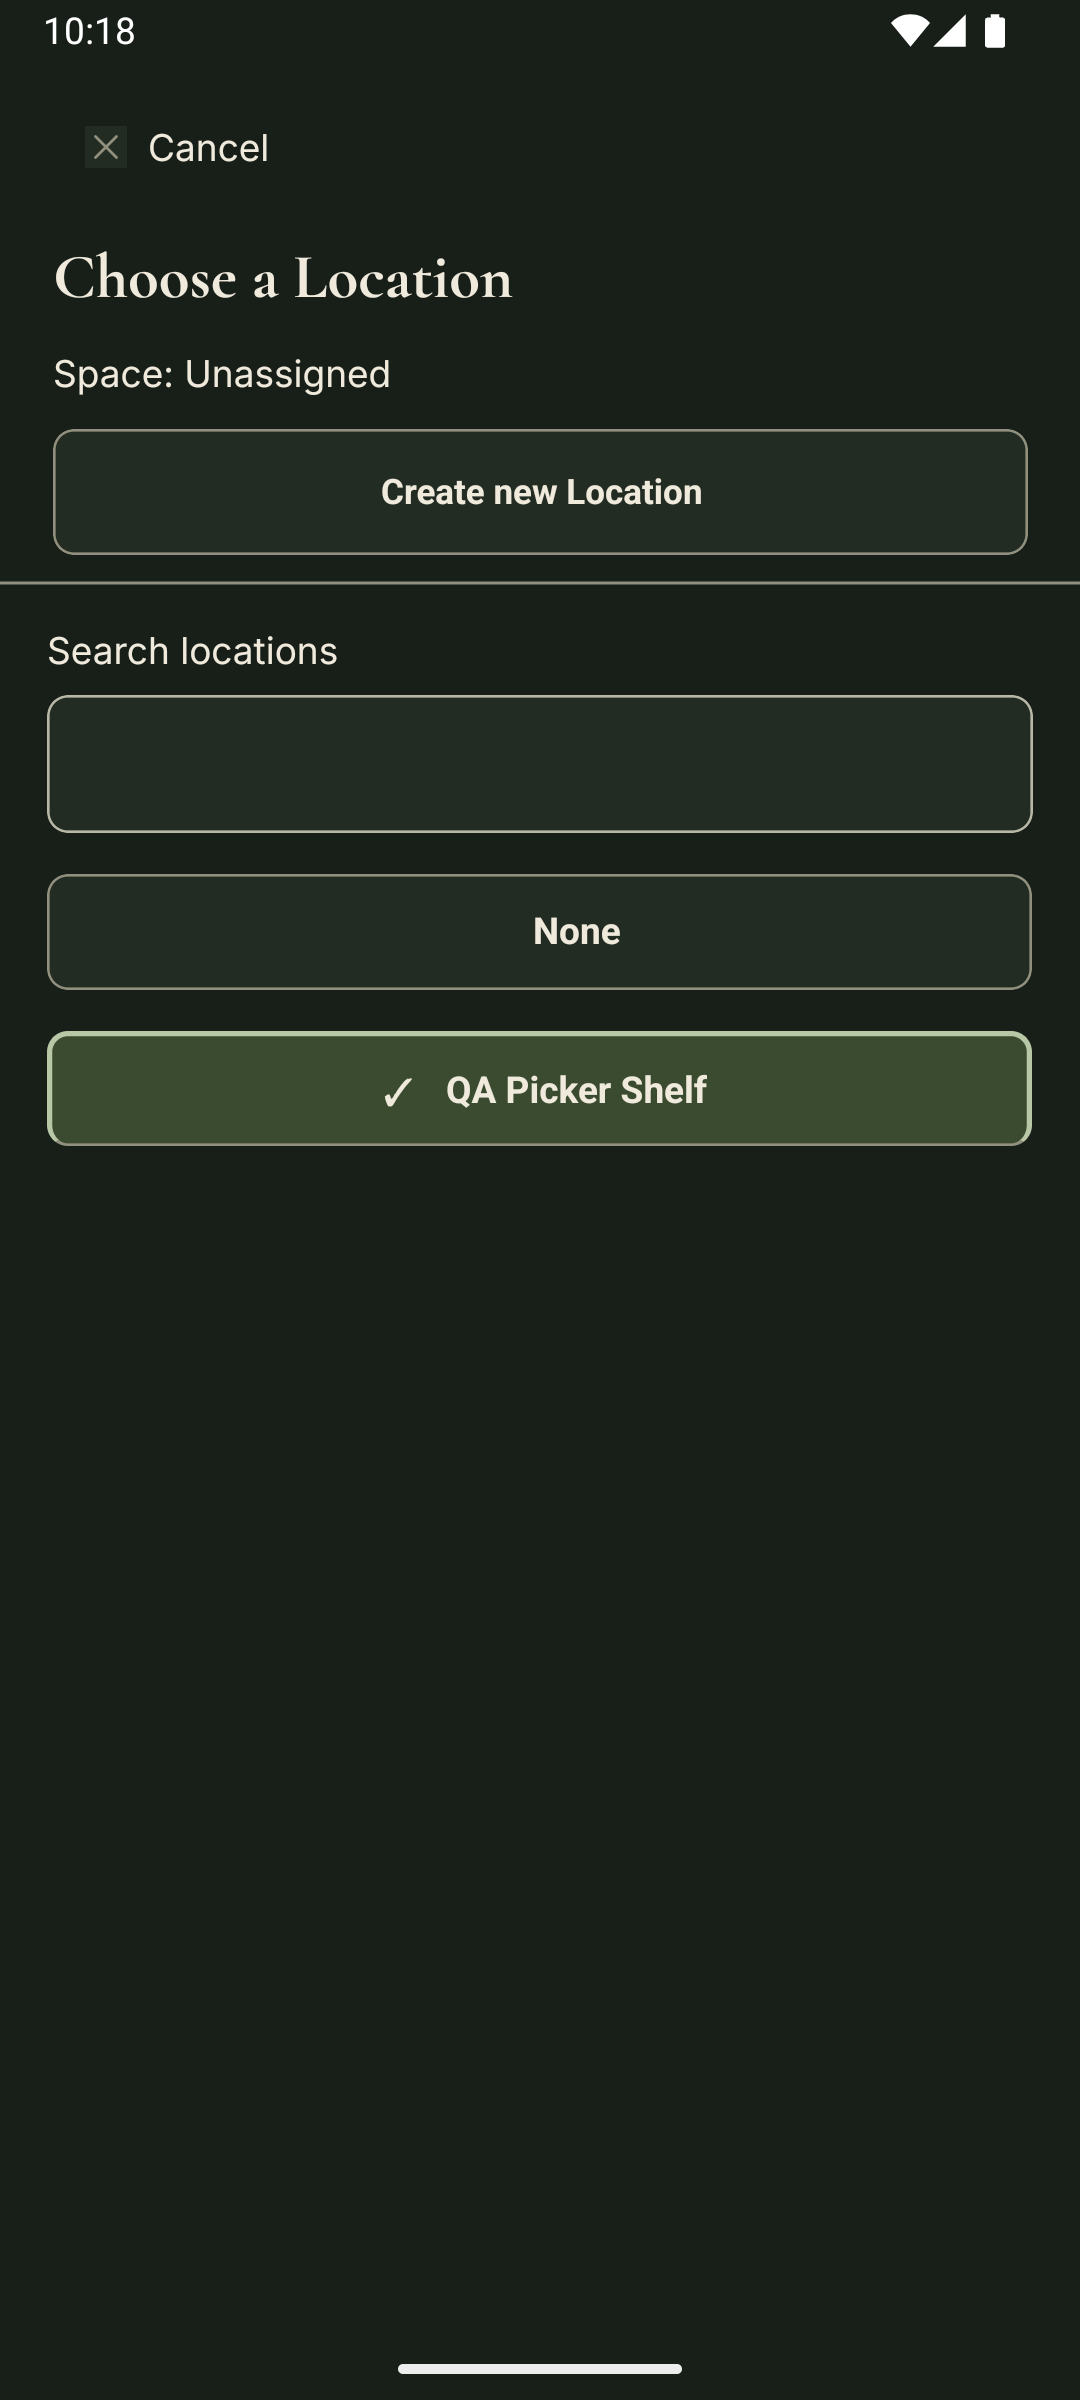 10:18
Cancel
Choose a Location
Space: Unassigned
Create new Location
Search locations
None
✓ QA Picker Shelf